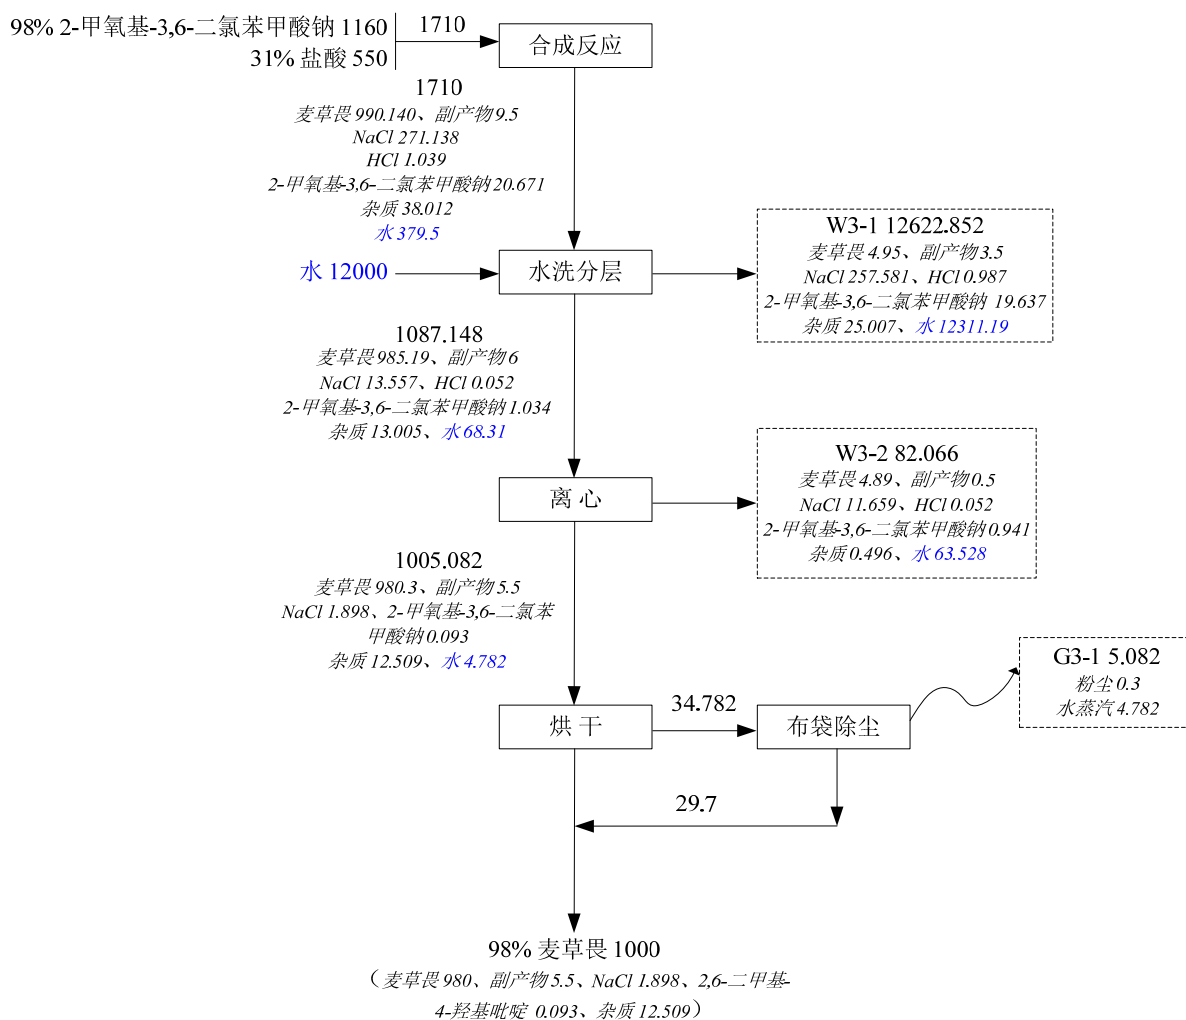 98% 2-甲氧基-3,6-二氯苯甲酸钠 1160
31% 盐酸 550
1710
合成反应
1710
麦草畏 990.140、副产物 9.5
NaCl 271.138
HCl 1.039
2-甲氧基-3,6-二氯苯甲酸钠 20.671
杂质 38.012
水 379.5
水 12000
水洗分层
W3-1 12622.852
麦草畏 4.95、副产物 3.5
NaCl 257.581、HCl 0.987
2-甲氧基-3,6-二氯苯甲酸钠 19.637
杂质 25.007、水 12311.19
1087.148
麦草畏 985.19、副产物 6
NaCl 13.557、HCl 0.052
2-甲氧基-3,6-二氯苯甲酸钠 1.034
杂质 13.005、水 68.31
离 心
W3-2 82.066
麦草畏 4.89、副产物 0.5
NaCl 11.659、HCl 0.052
2-甲氧基-3,6-二氯苯甲酸钠 0.941
杂质 0.496、水 63.528
1005.082
麦草畏 980.3、副产物 5.5
NaCl 1.898、2-甲氧基-3,6-二氯苯
甲酸钠 0.093
杂质 12.509、水 4.782
G3-1 5.082
粉尘 0.3
水蒸汽 4.782
烘 干
34.782
布袋除尘
29.7
98% 麦草畏 1000
（麦草畏 980、副产物 5.5、NaCl 1.898、2,6-二甲基-
4-羟基吡啶 0.093、杂质 12.509）